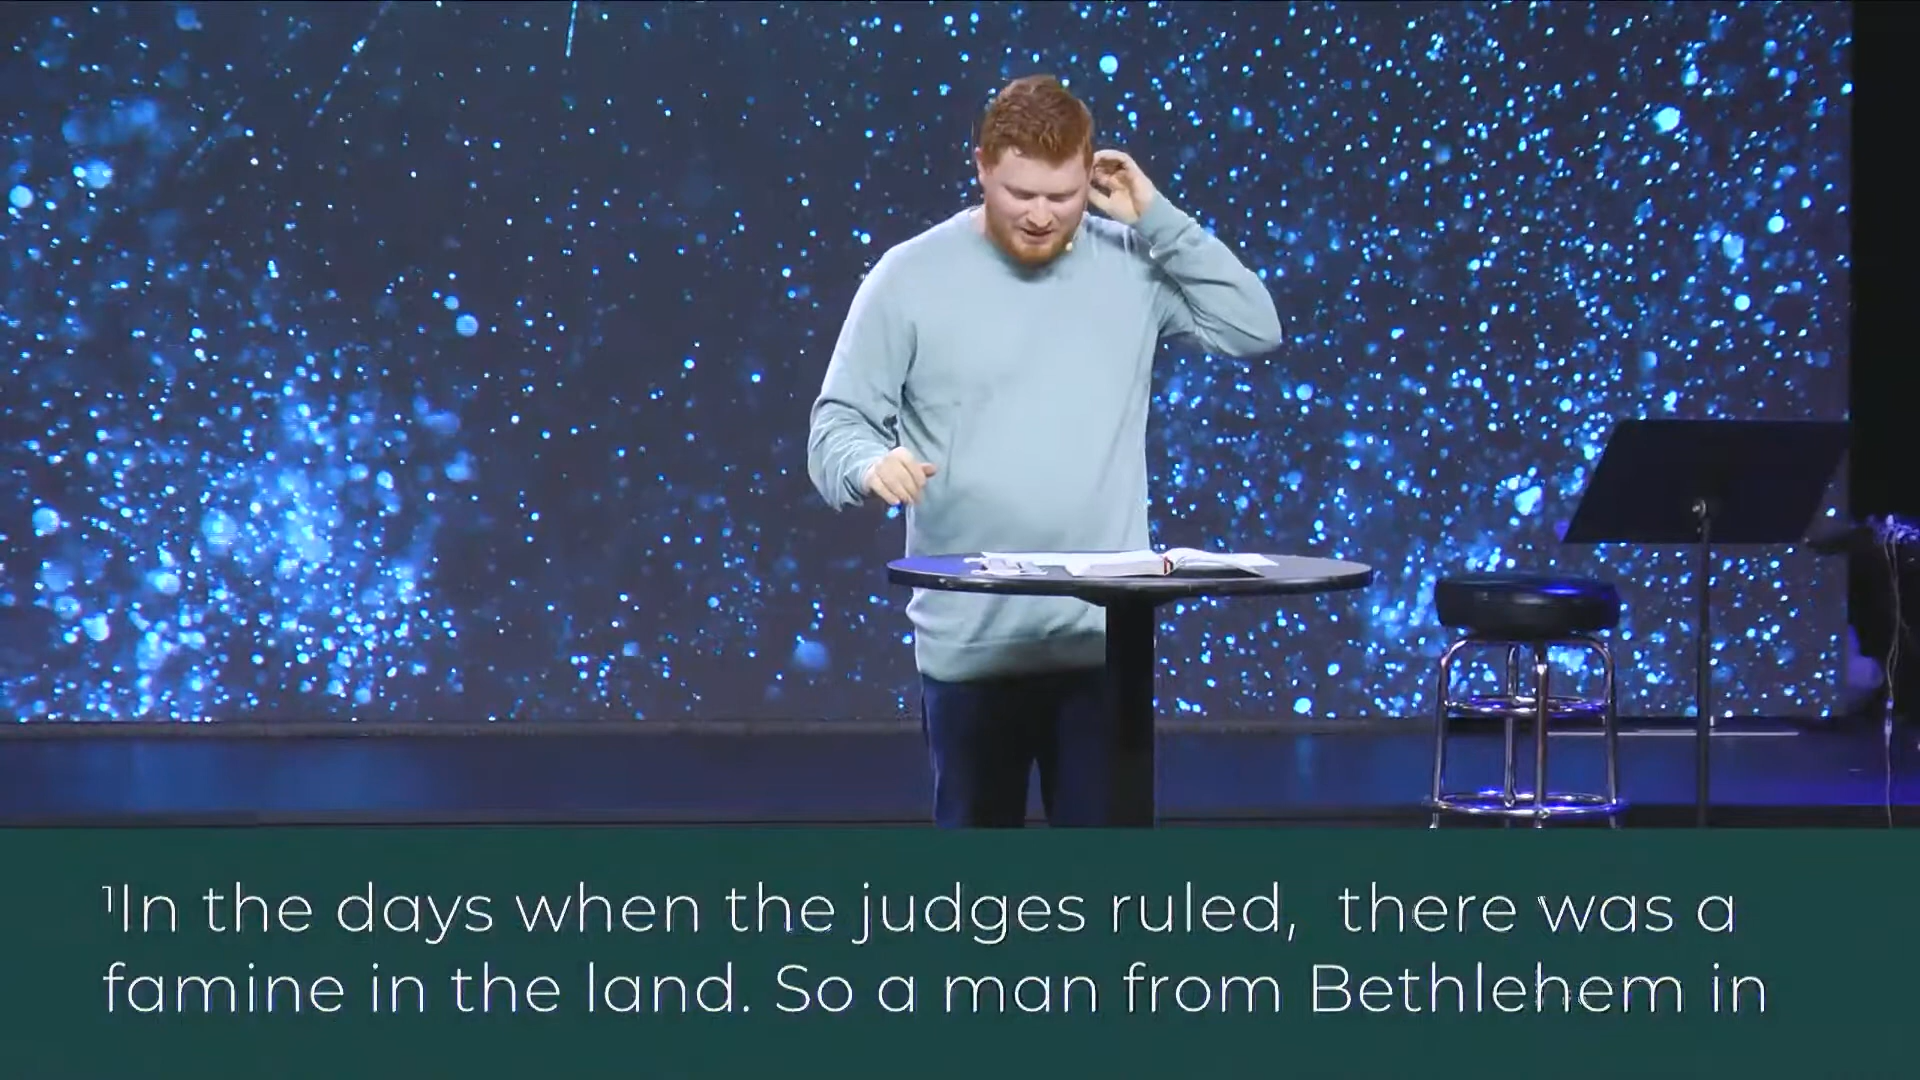 ¹In the days when the judges ruled, there was a
famine in the land. So a man from Bethlehem in